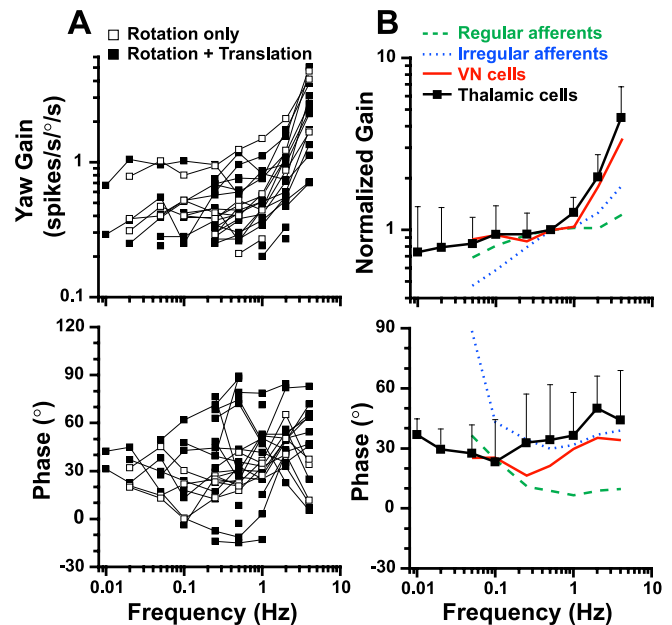 A
B
□ Rotation only
■ Rotation + Translation
Regular afferents
Irregular afferents
VN cells
Thalamic cells
Yaw Gain
(spikes/s/°/s)
1
0.1
Normalized Gain
10
1
Phase (°)
120
90
60
30
0
-30
0.01 0.1 1 10
Frequency (Hz)
Phase (°)
90
60
30
0
-30
0.01 0.1 1 10
Frequency (Hz)